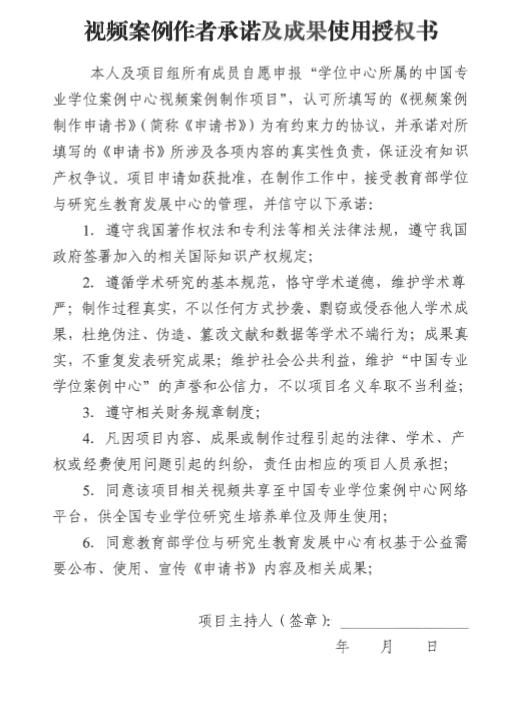 视频案例作者承诺及成果使用授权书
本人及项目组所有成员自愿申报“学位中心所属的中国专
业学位案例中心视频案例制作项目”，认可所填写的《视频案例
制作申请书》（简称《申请书》）为有约束力的协议，并承诺对所
填写的《申请书》所涉及各项内容的真实性负责，保证没有知识
产权争议。项目申请如获批准，在制作工作中，接受教育部学位
与研究生教育发展中心的管理，并信守以下承诺：
1. 遵守我国著作权法和专利法等相关法律法规，遵守我国
政府签署加入的相关国际知识产权规定；
2. 遵循学术研究的基本规范，恪守学术道德，维护学术尊
严；制作过程真实，不以任何方式抄袭、剽窃或侵吞他人学术成
果，杜绝伪注、伪造、篡改文献和数据等学术不端行为；成果真
实，不重复发表研究成果；维护社会公共利益，维护“中国专业
学位案例中心”的声誉和公信力，不以项目名义牟取不当利益；
3. 遵守相关财务规章制度；
4. 凡因项目内容、成果或制作过程引起的法律、学术、产
权或经费使用问题引起的纠纷，责任由相应的项目人员承担；
5. 同意该项目相关视频共享至中国专业学位案例中心网络
平台，供全国专业学位研究生培养单位及师生使用；
6. 同意教育部学位与研究生教育发展中心有权基于公益需
要公布、使用、宣传《申请书》内容及相关成果；
项目主持人（签章）：
年 月 日